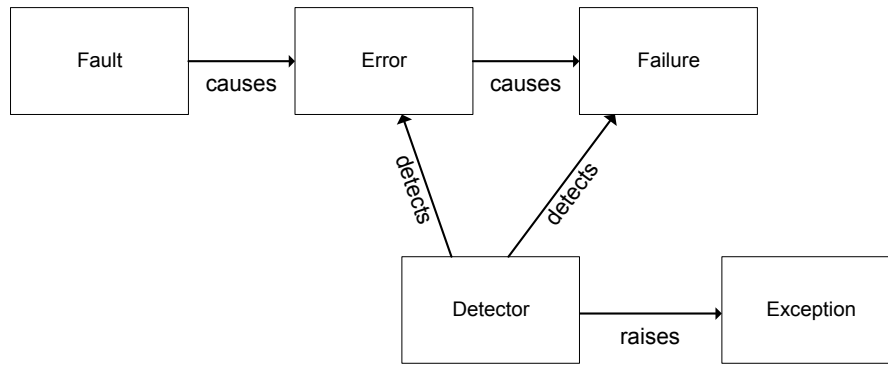 Fault
Error
Failure
causes
causes
detects
detects
Detector
Exception
raises